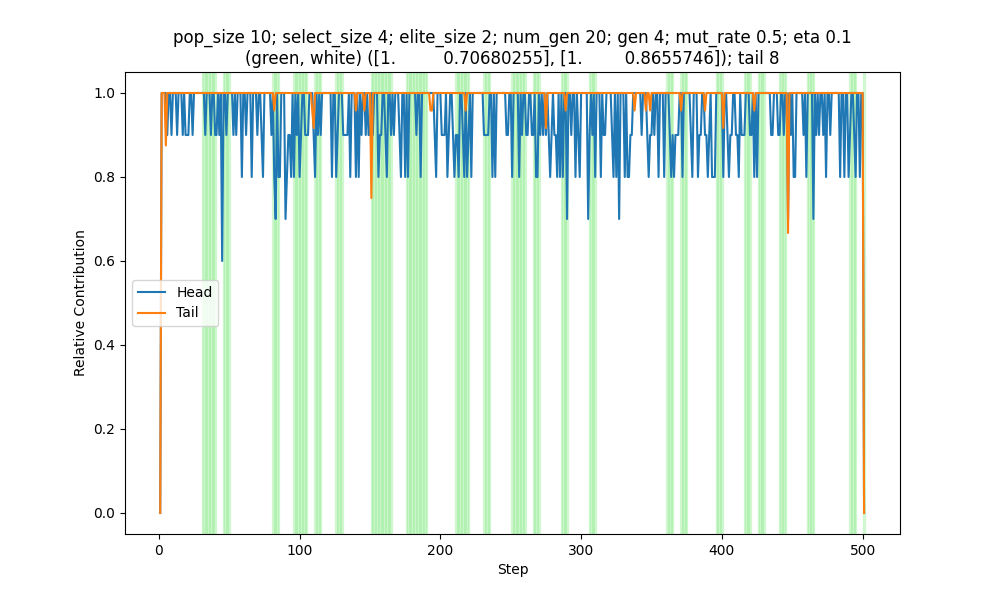 pop_size 10; select_size 4; elite_size 2; num_gen 20; gen 4; mut_rate 0.5; eta 0.1
(green, white) ([1. 0.70680255], [1. 0.8655746]); tail 8
1.0
0.8
0.6
0.4
0.2
0.0
Relative Contribution
Head
Tail
0 100 200 300 400 500
Step